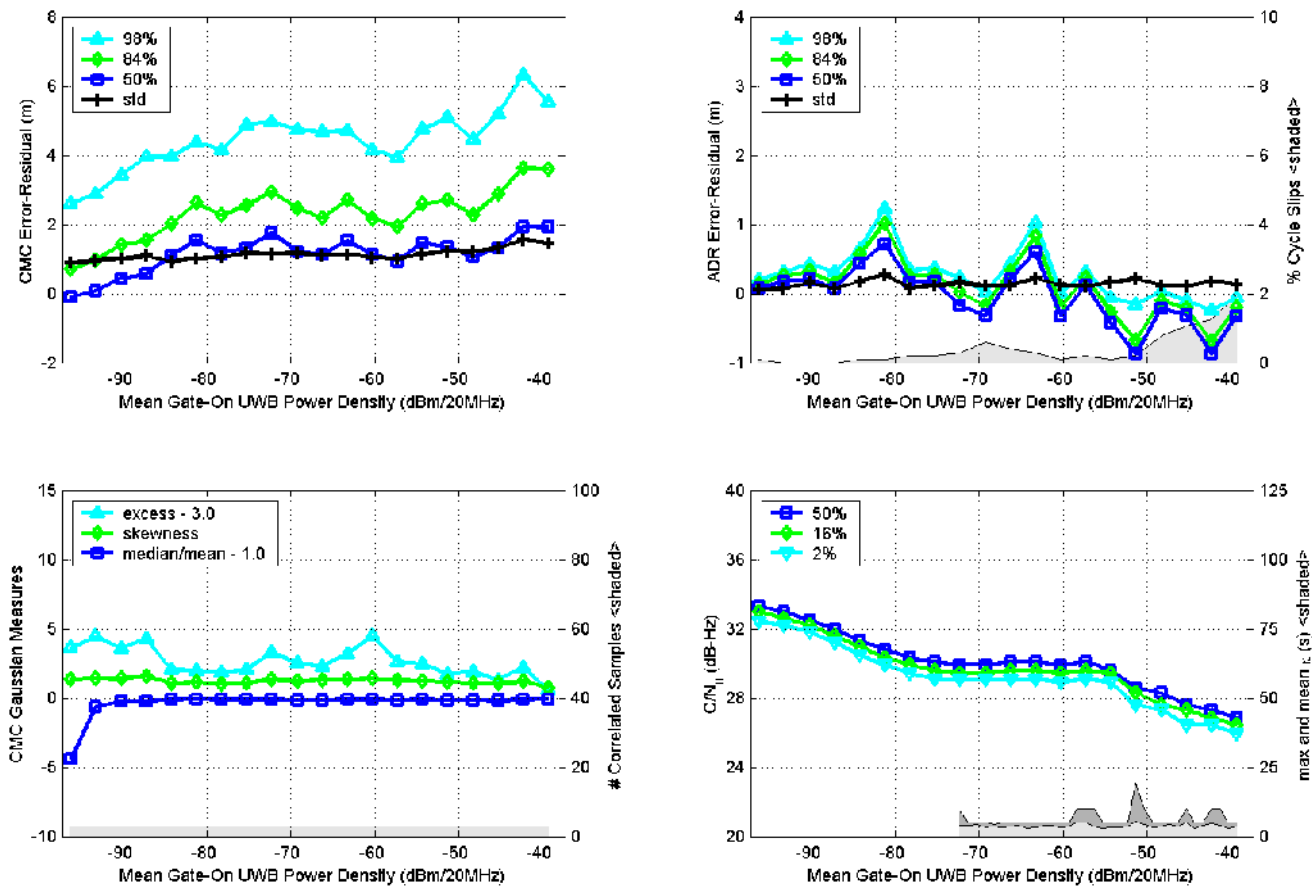 98%
84%
50%
std
CMC Error-Residual (m)
8
6
4
2
0
-2
-90 -80 -70 -60 -50 -40
Mean Gate-On UWB Power Density (dBm/20MHz)
98%
84%
50%
std
ADR Error-Residual (m)
4
3
2
1
0
-1
% Cycle Slips <shaded>
10
8
6
4
2
0
-90 -80 -70 -60 -50 -40
Mean Gate-On UWB Power Density (dBm/20MHz)
excess - 3.0
skewness
median/mean - 1.0
CMC Gaussian Measures
15
10
5
0
-5
-10
# Correlated Samples <shaded>
100
80
60
40
20
0
-90 -80 -70 -60 -50 -40
Mean Gate-On UWB Power Density (dBm/20MHz)
50%
16%
2%
(dB-Hz)
40
36
32
28
24
20
max and mean (s) <shaded>
125
100
75
50
25
0
-90 -80 -70 -60 -50 -40
Mean Gate-On UWB Power Density (dBm/20MHz)